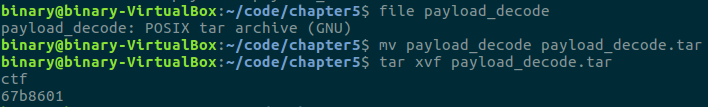 binary@binary-VirtualBox:~/code/chapter5$ file payload_decode
payload_decode: POSIX tar archive (GNU)
binary@binary-VirtualBox:~/code/chapter5$ mv payload_decode payload_decode.tar
binary@binary-VirtualBox:~/code/chapter5$ tar xvf payload_decode.tar
ctf
67b8601